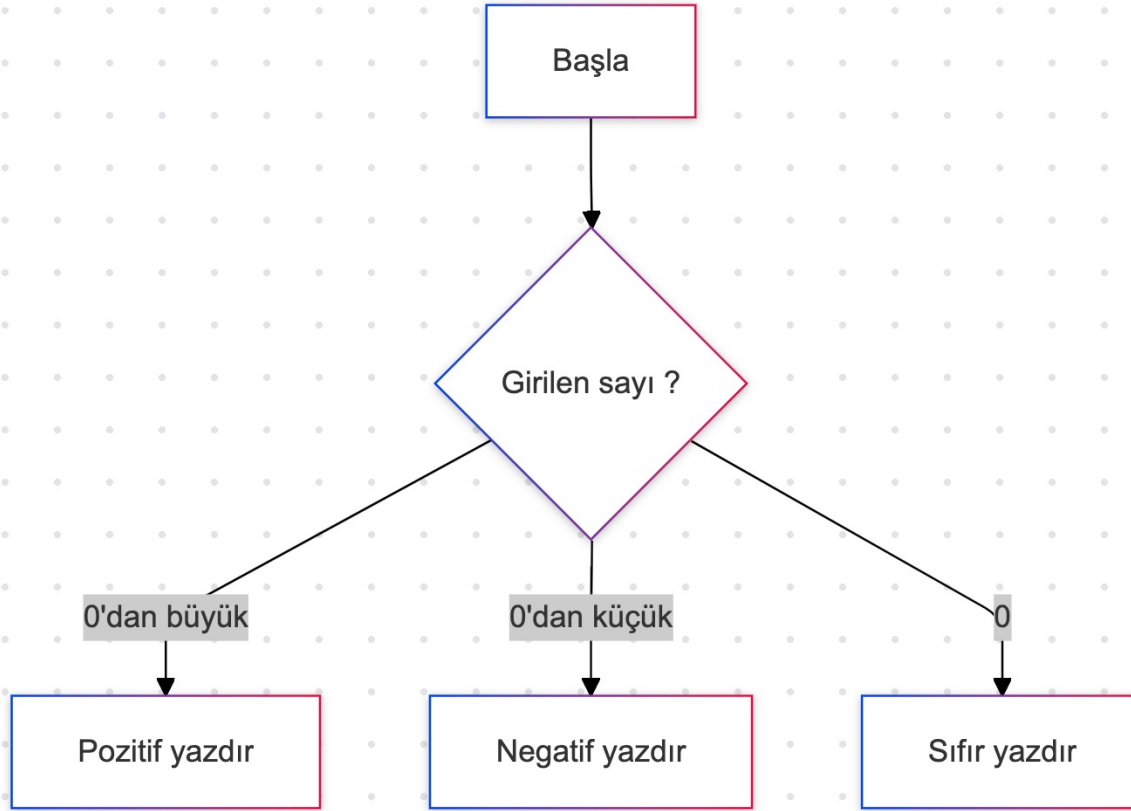 Başla
Girilen sayı ?
0'dan büyük
0'dan küçük
0
Pozitif yazdır
Negatif yazdır
Sıfır yazdır